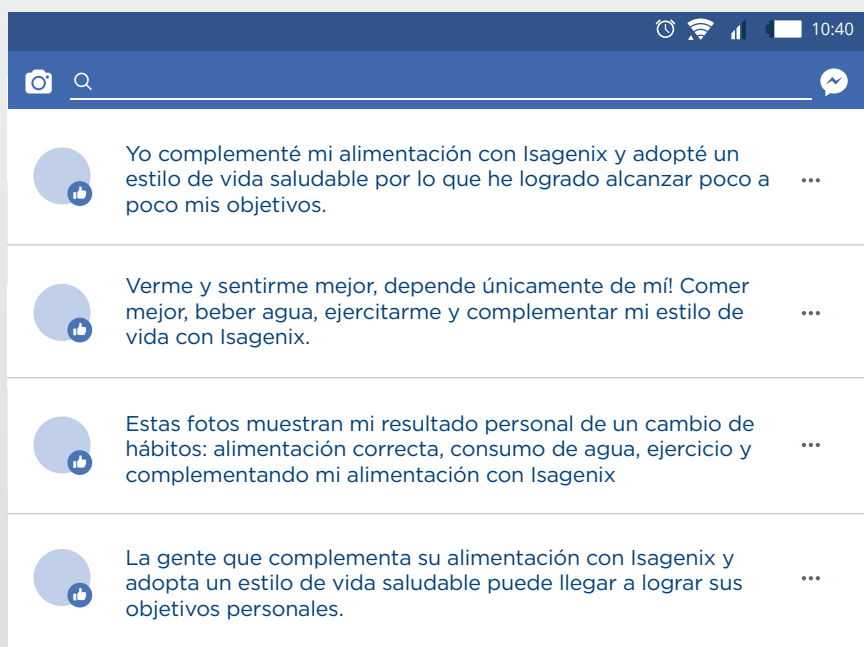 10:40
Yo complementé mi alimentación con Isagenix y adopté un
estilo de vida saludable por lo que he logrado alcanzar poco a
poco mis objetivos.
Verme y sentirme mejor, depende únicamente de mí! Comer
mejor, beber agua, ejercitarme y complementar mi estilo de
vida con Isagenix.
Estas fotos muestran mi resultado personal de un cambio de
hábitos: alimentación correcta, consumo de agua, ejercicio y
complementando mi alimentación con Isagenix
La gente que complementa su alimentación con Isagenix y
adopta un estilo de vida saludable puede llegar a lograr sus
objetivos personales.